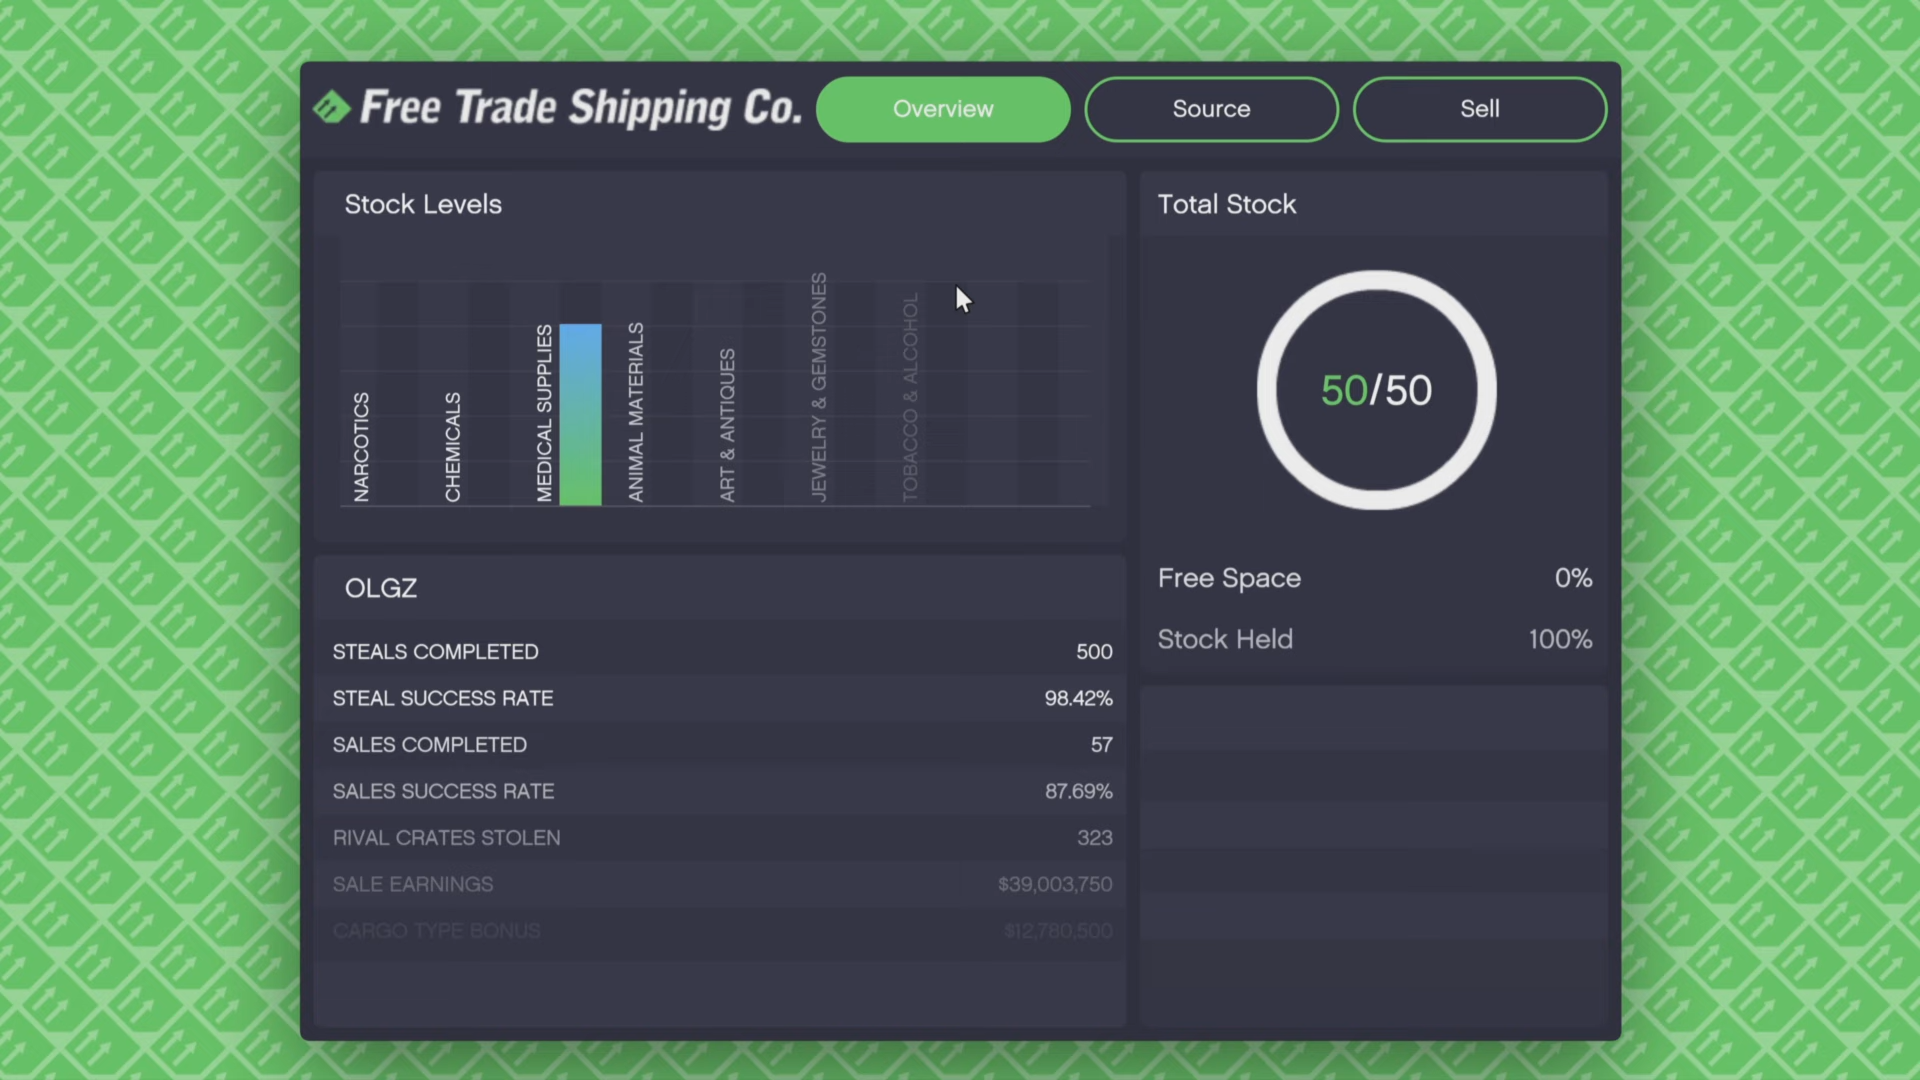 Free Trade Shipping Co.
Overview
Source
Sell
Stock Levels
NARCOTICS
CHEMICALS
MEDICAL SUPPLIES
ANIMAL MATERIALS
ART & ANTIQUES
JEWELRY & GEMSTONES
TOBACCO & ALCOHOL
Total Stock
50/50
Free Space 0%
Stock Held 100%
OLGZ
STEALS COMPLETED 500
STEAL SUCCESS RATE 98.42%
SALES COMPLETED 57
SALES SUCCESS RATE 87.69%
RIVAL CRATES STOLEN 323
SALE EARNINGS $39,003,750
CARGO TYPE BONUS $12,780,500